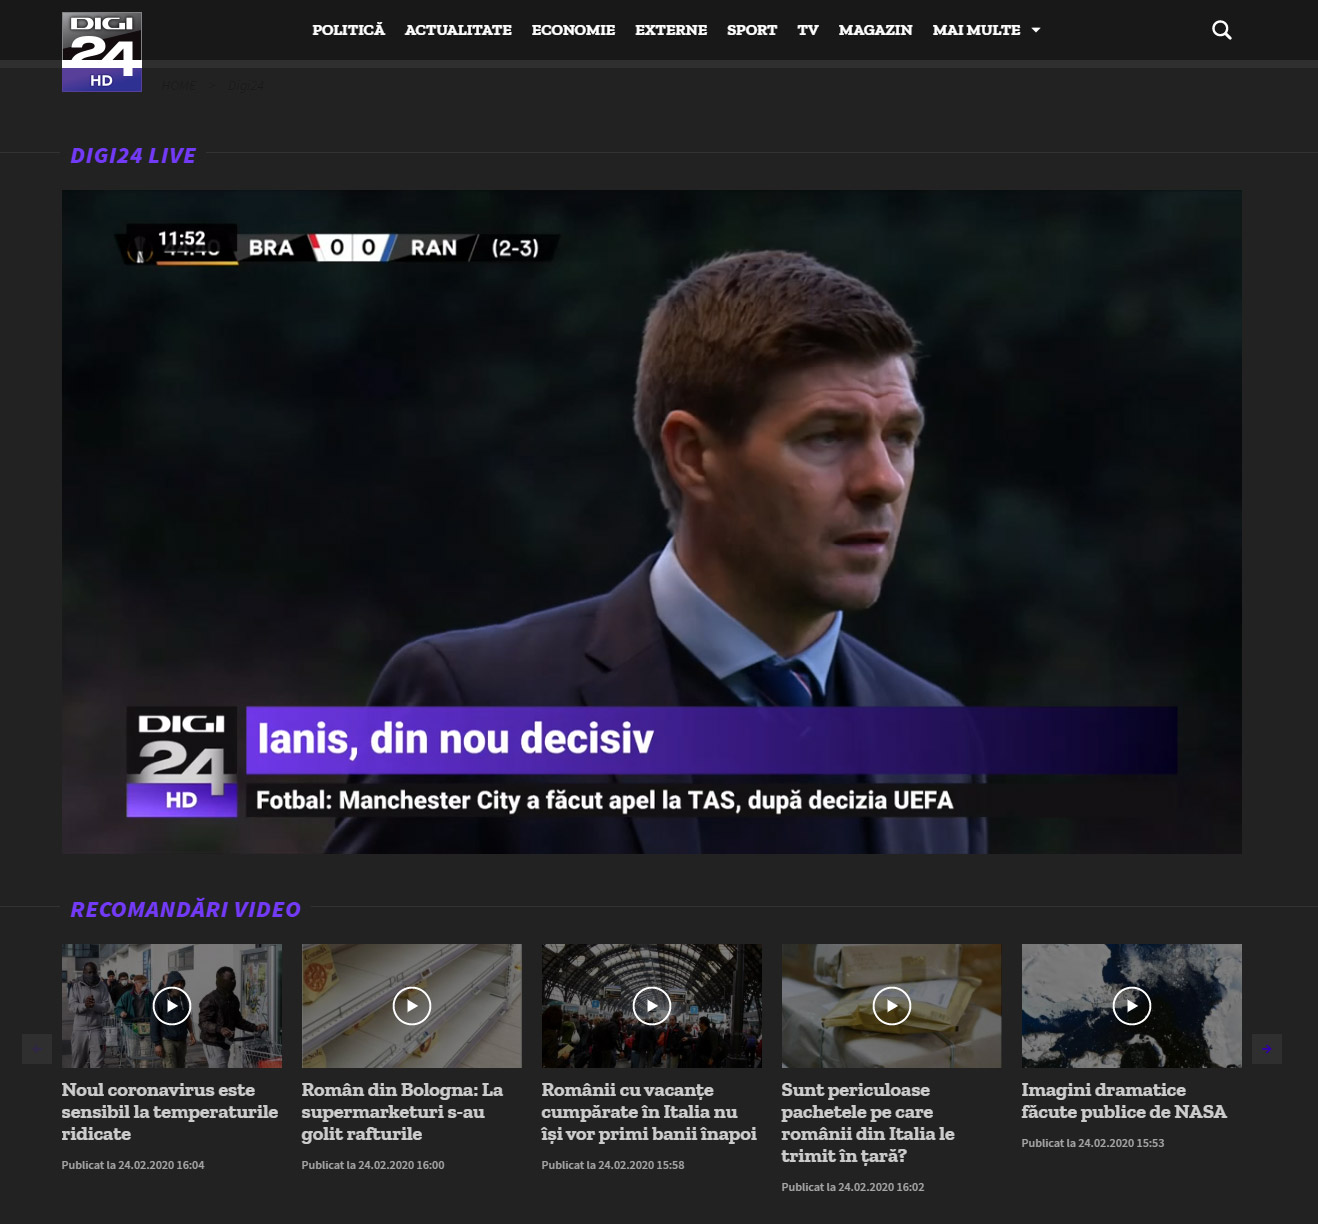 DIGI
24
HD
POLITICĂ ACTUALITATE ECONOMIE EXTERNE SPORT TV MAGAZIN MAI MULTE
HOME > Digi24
DIGI24 LIVE
11:52
BRA 0 0 RAN (2-3)
DIGI
24
HD
Ianis, din nou decisiv
Fotbal: Manchester City a făcut apel la TAS, după decizia UEFA
RECOMANDĂRI VIDEO
Noul coronavirus este
sensibil la temperaturile
ridicate
Publicat la 24.02.2020 16:04
Român din Bologna: La
supermarketuri s-au
golit rafturile
Publicat la 24.02.2020 16:00
Românii cu vacanțe
cumpărate în Italia nu
își vor primi banii înapoi
Publicat la 24.02.2020 15:58
Sunt periculoase
pachetele pe care
românii din Italia le
trimit în țară?
Publicat la 24.02.2020 16:02
Imagini dramatice
făcute publice de NASA
Publicat la 24.02.2020 15:53